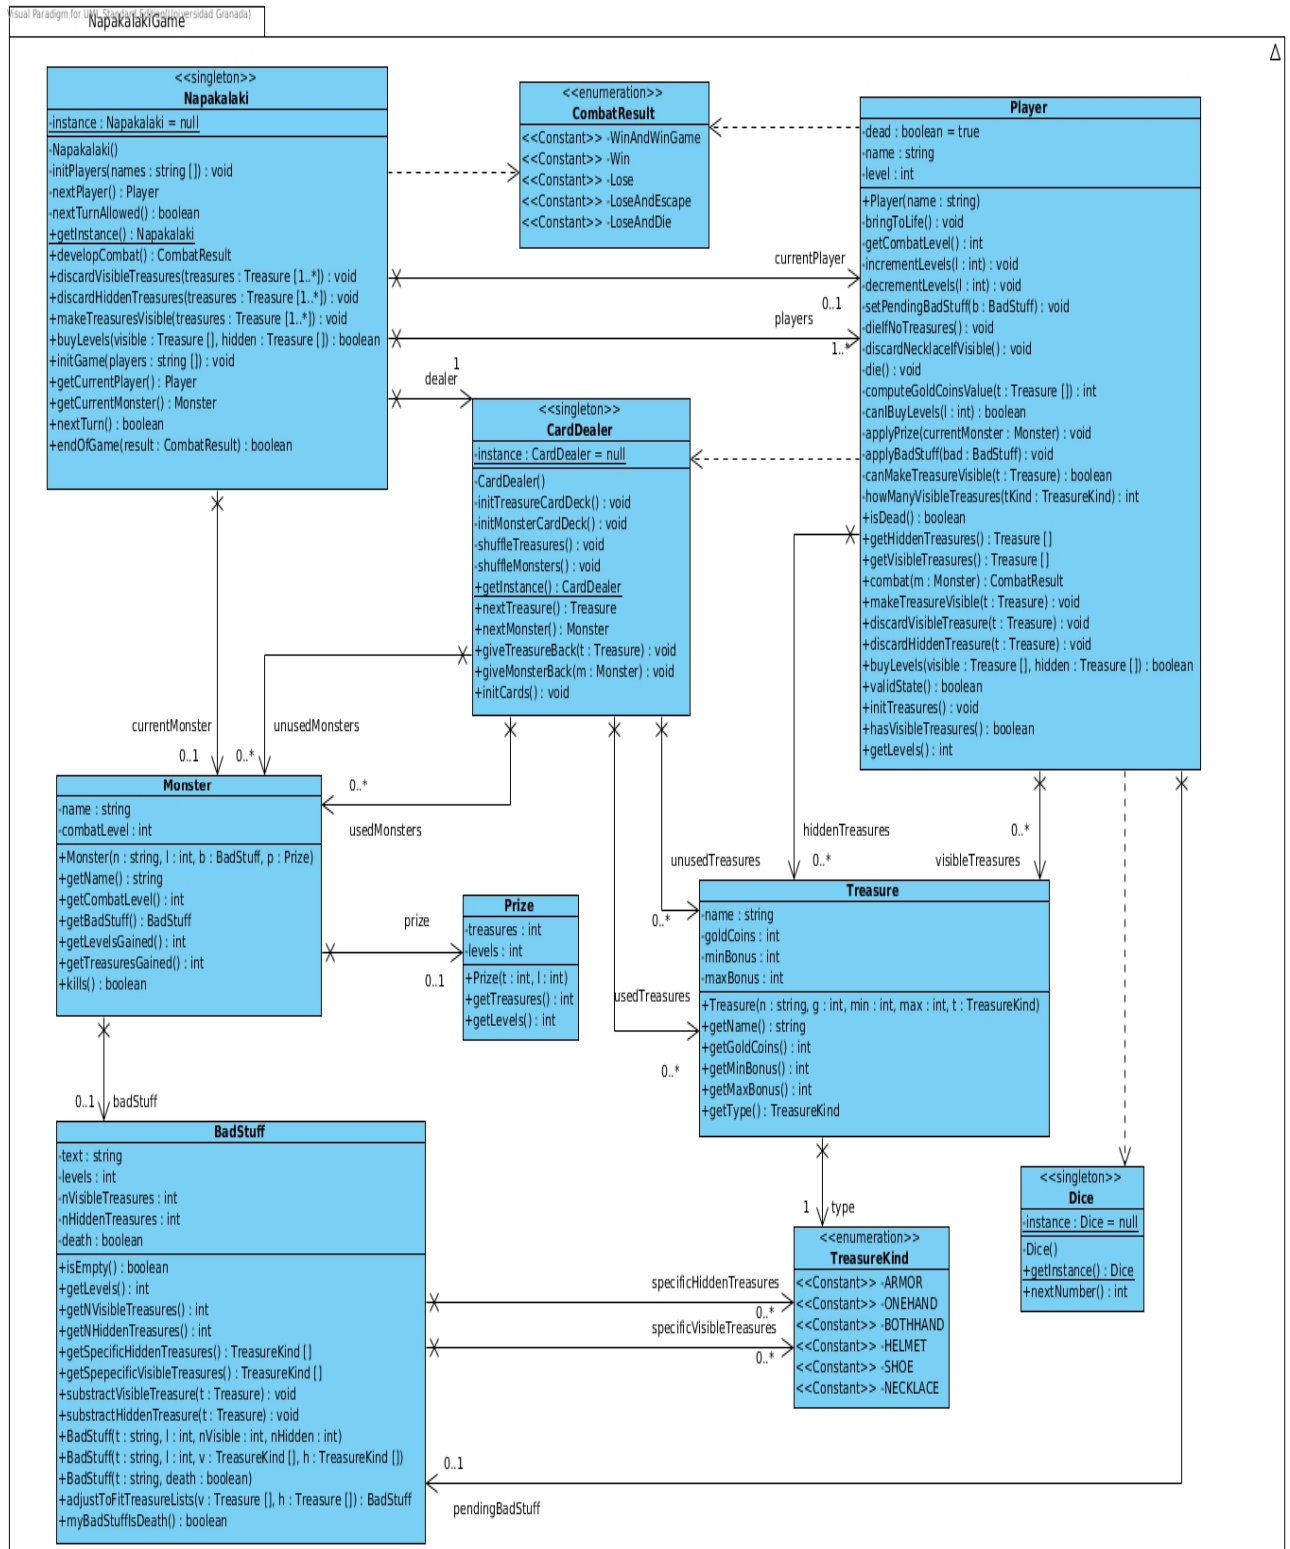 Visual Paradigm for UML Standard Edition(Universidad Granada)
NapakalakiGame
<<singleton>>
Napakalaki
-instance : Napakalaki = null
-Napakalaki()
-initPlayers(names : string []) : void
-nextPlayer() : Player
-nextTurnAllowed() : boolean
+getInstance() : Napakalaki
+developCombat() : CombatResult
+discardVisibleTreasures(treasures : Treasure [1..*]) : void
+discardHiddenTreasures(treasures : Treasure [1..*]) : void
+makeTreasuresVisible(treasures : Treasure [1..*]) : void
+buyLevels(visible : Treasure [], hidden : Treasure []) : boolean
+initGame(players : string []) : void
+getCurrentPlayer() : Player
+getCurrentMonster() : Monster
+nextTurn() : boolean
+endOfGame(result : CombatResult) : boolean
<<enumeration>>
CombatResult
<<Constant>> -WinAndWinGame
<<Constant>> -Win
<<Constant>> -Lose
<<Constant>> -LoseAndEscape
<<Constant>> -LoseAndDie
Player
-dead : boolean = true
-name : string
-level : int
+Player(name : string)
-bringToLife() : void
-getCombatLevel() : int
-incrementLevels(l : int) : void
-decrementLevels(l : int) : void
-setPendingBadStuff(b : BadStuff) : void
-dieIfNoTreasures() : void
-discardNecklaceIfVisible() : void
-die() : void
-computeGoldCoinsValue(t : Treasure []) : int
-canIBuyLevels(l : int) : boolean
-applyPrize(currentMonster : Monster) : void
-applyBadStuff(bad : BadStuff) : void
-canMakeTreasureVisible(t : Treasure) : boolean
-howManyVisibleTreasures(tKind : TreasureKind) : int
+isDead() : boolean
+getHiddenTreasures() : Treasure []
+getVisibleTreasures() : Treasure []
+combat(m : Monster) : CombatResult
+makeTreasureVisible(t : Treasure) : void
+discardVisibleTreasure(t : Treasure) : void
+discardHiddenTreasure(t : Treasure) : void
+buyLevels(visible : Treasure [], hidden : Treasure []) : boolean
+validState() : boolean
+initTreasures() : void
+hasVisibleTreasures() : boolean
+getLevels() : int
currentPlayer
0..1
players
1..*
1
dealer
<<singleton>>
CardDealer
-instance : CardDealer = null
-CardDealer()
-initTreasureCardDeck() : void
-initMonsterCardDeck() : void
-shuffleTreasures() : void
-shuffleMonsters() : void
+getInstance() : CardDealer
+nextTreasure() : Treasure
+nextMonster() : Monster
+giveTreasureBack(t : Treasure) : void
+giveMonsterBack(m : Monster) : void
+initCards() : void
currentMonster
0..1
unusedMonsters
0..*
0..*
usedMonsters
hiddenTreasures
0..*
0..*
visibleTreasures
unusedTreasures
0..*
usedTreasures
0..*
Monster
-name : string
-combatLevel : int
+Monster(n : string, l : int, b : BadStuff, p : Prize)
+getName() : string
+getCombatLevel() : int
+getBadStuff() : BadStuff
+getLevelsGained() : int
+getTreasuresGained() : int
+kills() : boolean
prize
0..1
Prize
-treasures : int
-levels : int
+Prize(t : int, l : int)
+getTreasures() : int
+getLevels() : int
Treasure
-name : string
-goldCoins : int
-minBonus : int
-maxBonus : int
+Treasure(n : string, g : int, min : int, max : int, t : TreasureKind)
+getName() : string
+getGoldCoins() : int
+getMinBonus() : int
+getMaxBonus() : int
+getType() : TreasureKind
0..1 badStuff
BadStuff
-text : string
-levels : int
-nVisibleTreasures : int
-nHiddenTreasures : int
-death : boolean
+isEmpty() : boolean
+getLevels() : int
+getNVisibleTreasures() : int
+getNHiddenTreasures() : int
+getSpecificHiddenTreasures() : TreasureKind []
+getSpepecificVisibleTreasures() : TreasureKind []
+substractVisibleTreasure(t : Treasure) : void
+substractHiddenTreasure(t : Treasure) : void
+BadStuff(t : string, l : int, nVisible : int, nHidden : int)
+BadStuff(t : string, l : int, v : TreasureKind [], h : TreasureKind [])
+BadStuff(t : string, death : boolean)
+adjustToFitTreasureLists(v : Treasure [], h : Treasure []) : BadStuff
+myBadStuffIsDeath() : boolean
1 type
specificHiddenTreasures
0..*
specificVisibleTreasures
0..*
<<enumeration>>
TreasureKind
<<Constant>> -ARMOR
<<Constant>> -ONEHAND
<<Constant>> -BOTHHAND
<<Constant>> -HELMET
<<Constant>> -SHOE
<<Constant>> -NECKLACE
<<singleton>>
Dice
-instance : Dice = null
-Dice()
+getInstance() : Dice
+nextNumber() : int
0..1
pendingBadStuff